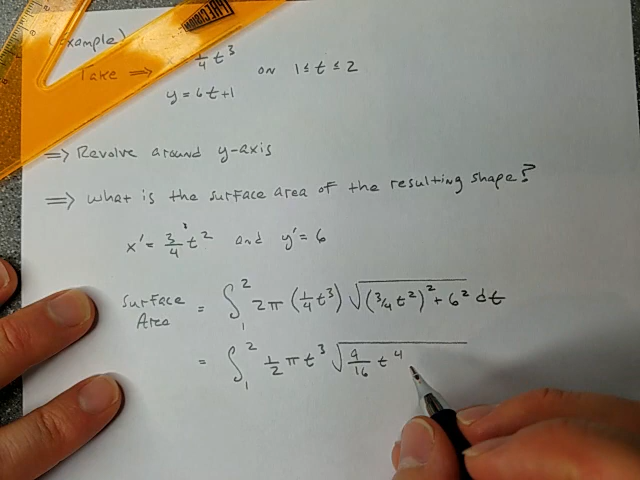 (Example)
Take ⟹ 1/4 t³ on 1 ≤ t ≤ 2
y = 6t + 1
⟹ Revolve around y-axis
⟹ What is the surface area of the resulting shape?
x' = 3/4 t² and y' = 6
Surface Area = ∫₁² 2π (1/4 t³) √((3/4 t²)² + 6²) dt
= ∫₁² 1/2 π t³ √(9/16 t⁴